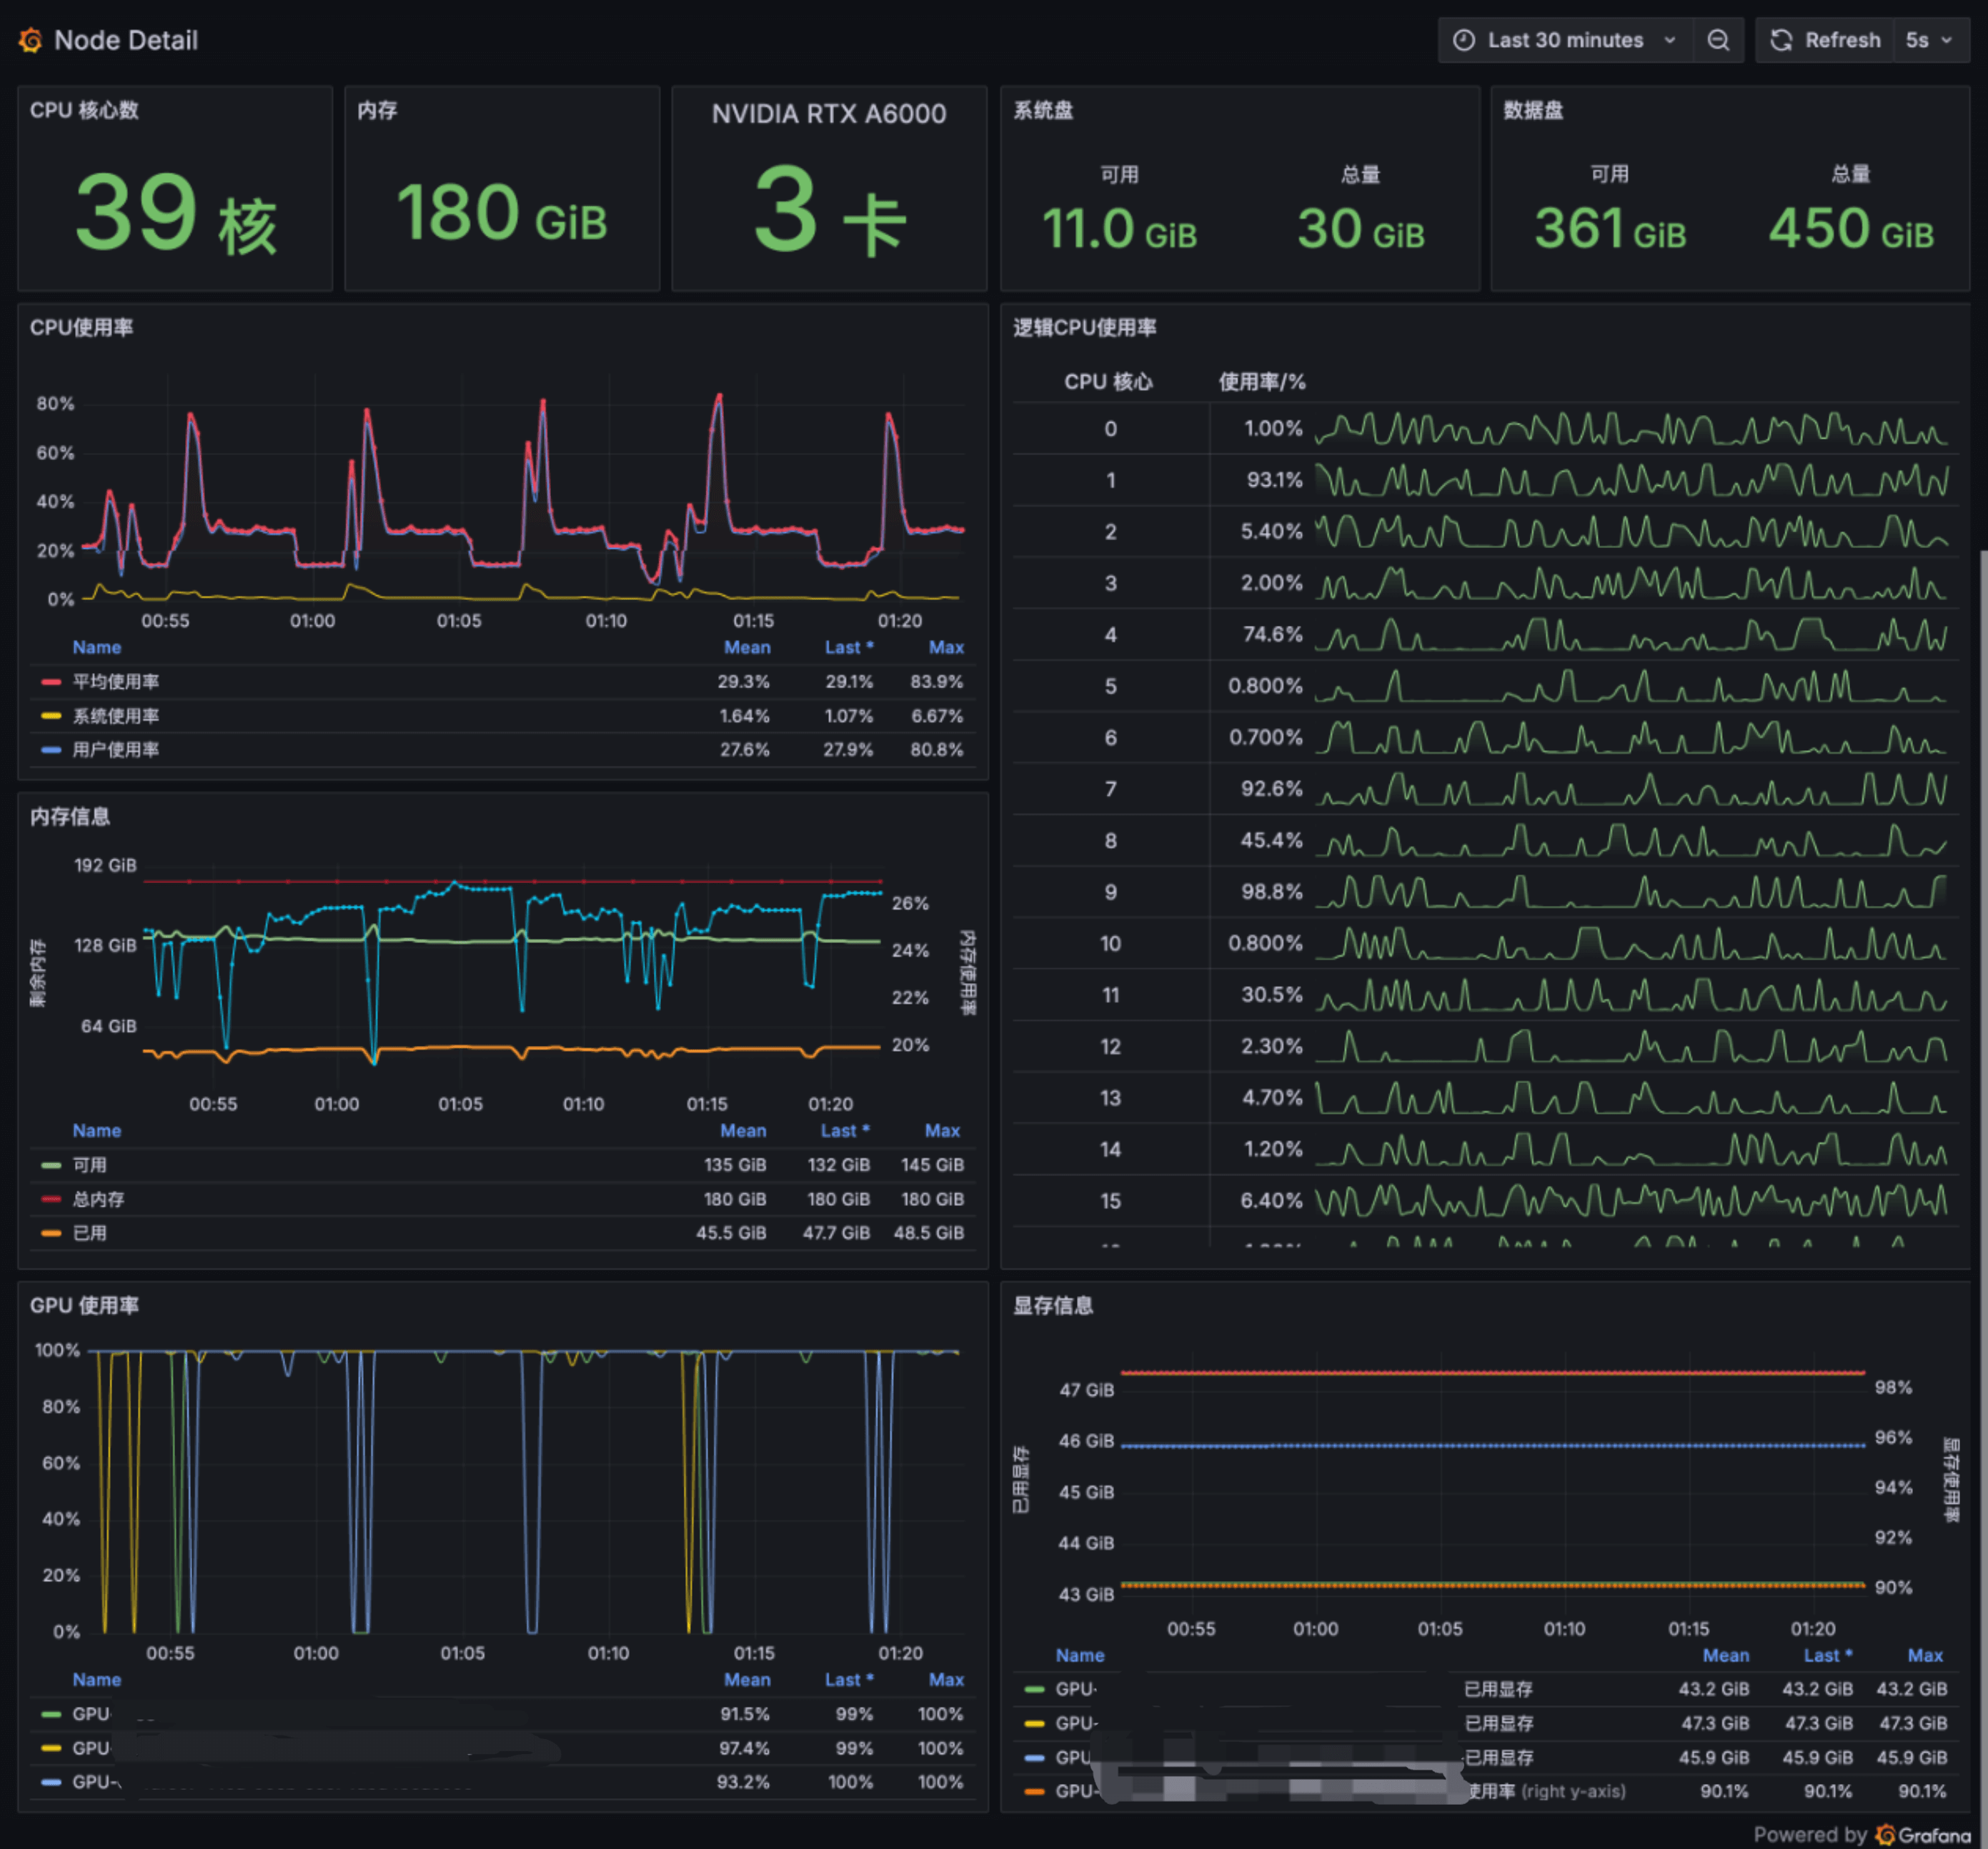 Node Detail
Last 30 minutes
Refresh 5s
CPU 核心数
39 核
内存
180 GiB
NVIDIA RTX A6000
3 卡
系统盘
可用 总量
11.0 GiB 30 GiB
数据盘
可用 总量
361 GiB 450 GiB
CPU使用率
80%
60%
40%
20%
0%
00:55 01:00 01:05 01:10 01:15 01:20
Name Mean Last * Max
平均使用率 29.3% 29.1% 83.9%
系统使用率 1.64% 1.07% 6.67%
用户使用率 27.6% 27.9% 80.8%
逻辑CPU使用率
CPU 核心 使用率/%
0 1.00%
1 93.1%
2 5.40%
3 2.00%
4 74.6%
5 0.800%
6 0.700%
7 92.6%
8 45.4%
9 98.8%
10 0.800%
11 30.5%
12 2.30%
13 4.70%
14 1.20%
15 6.40%
内存信息
剩余内存
192 GiB
128 GiB
64 GiB
26%
24%
22%
20%
内存使用率
00:55 01:00 01:05 01:10 01:15 01:20
Name Mean Last * Max
可用 135 GiB 132 GiB 145 GiB
总内存 180 GiB 180 GiB 180 GiB
已用 45.5 GiB 47.7 GiB 48.5 GiB
GPU 使用率
100%
80%
60%
40%
20%
0%
00:55 01:00 01:05 01:10 01:15 01:20
Name Mean Last * Max
GPU- 91.5% 99% 100%
GPU- 97.4% 99% 100%
GPU- 93.2% 100% 100%
显存信息
已用显存
47 GiB
46 GiB
45 GiB
44 GiB
43 GiB
98%
96%
94%
92%
90%
显存使用率
00:55 01:00 01:05 01:10 01:15 01:20
Name Mean Last * Max
GPU- 已用显存 43.2 GiB 43.2 GiB 43.2 GiB
GPU- 已用显存 47.3 GiB 47.3 GiB 47.3 GiB
GPU 已用显存 45.9 GiB 45.9 GiB 45.9 GiB
GPU- 使用率 (right y-axis) 90.1% 90.1% 90.1%
Powered by Grafana